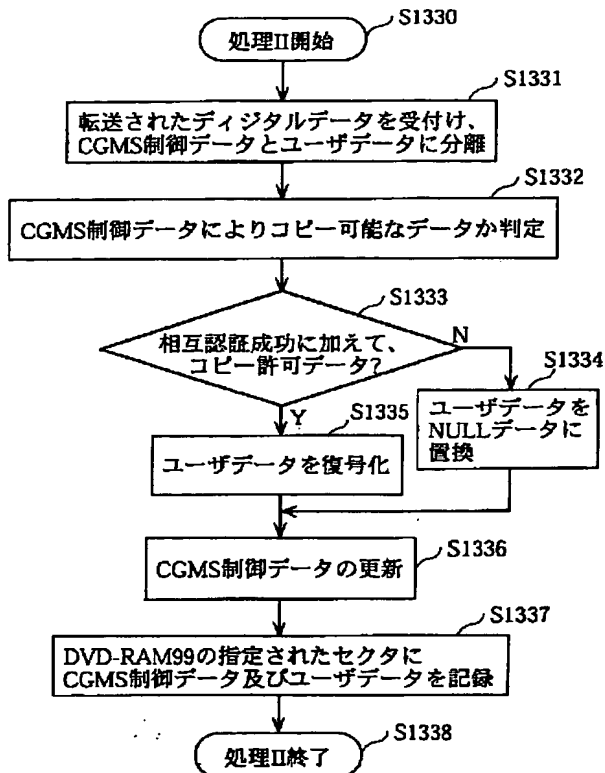 S1330
処理II開始
S1331
転送されたディジタルデータを受付け、
CGMS制御データとユーザデータに分離
S1332
CGMS制御データによりコピー可能なデータか判定
S1333
相互認証成功に加えて、
コピー許可データ?
N
S1334
ユーザデータを
NULLデータに
置換
Y
S1335
ユーザデータを復号化
S1336
CGMS制御データの更新
S1337
DVD-RAM99の指定されたセクタに
CGMS制御データ及びユーザデータを記録
S1338
処理II終了